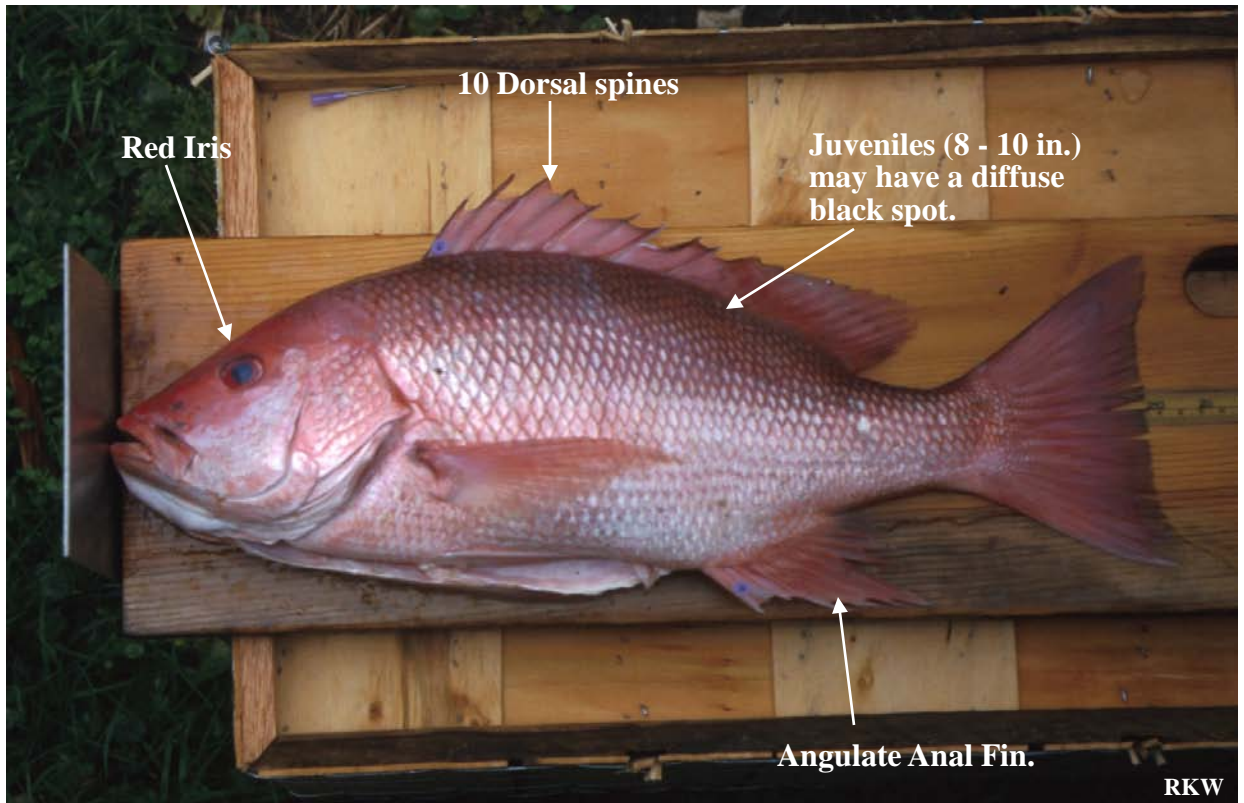 10 Dorsal spines
Red Iris
Juveniles (8 - 10 in.)
may have a diffuse
black spot.
Angulate Anal Fin.
RKW